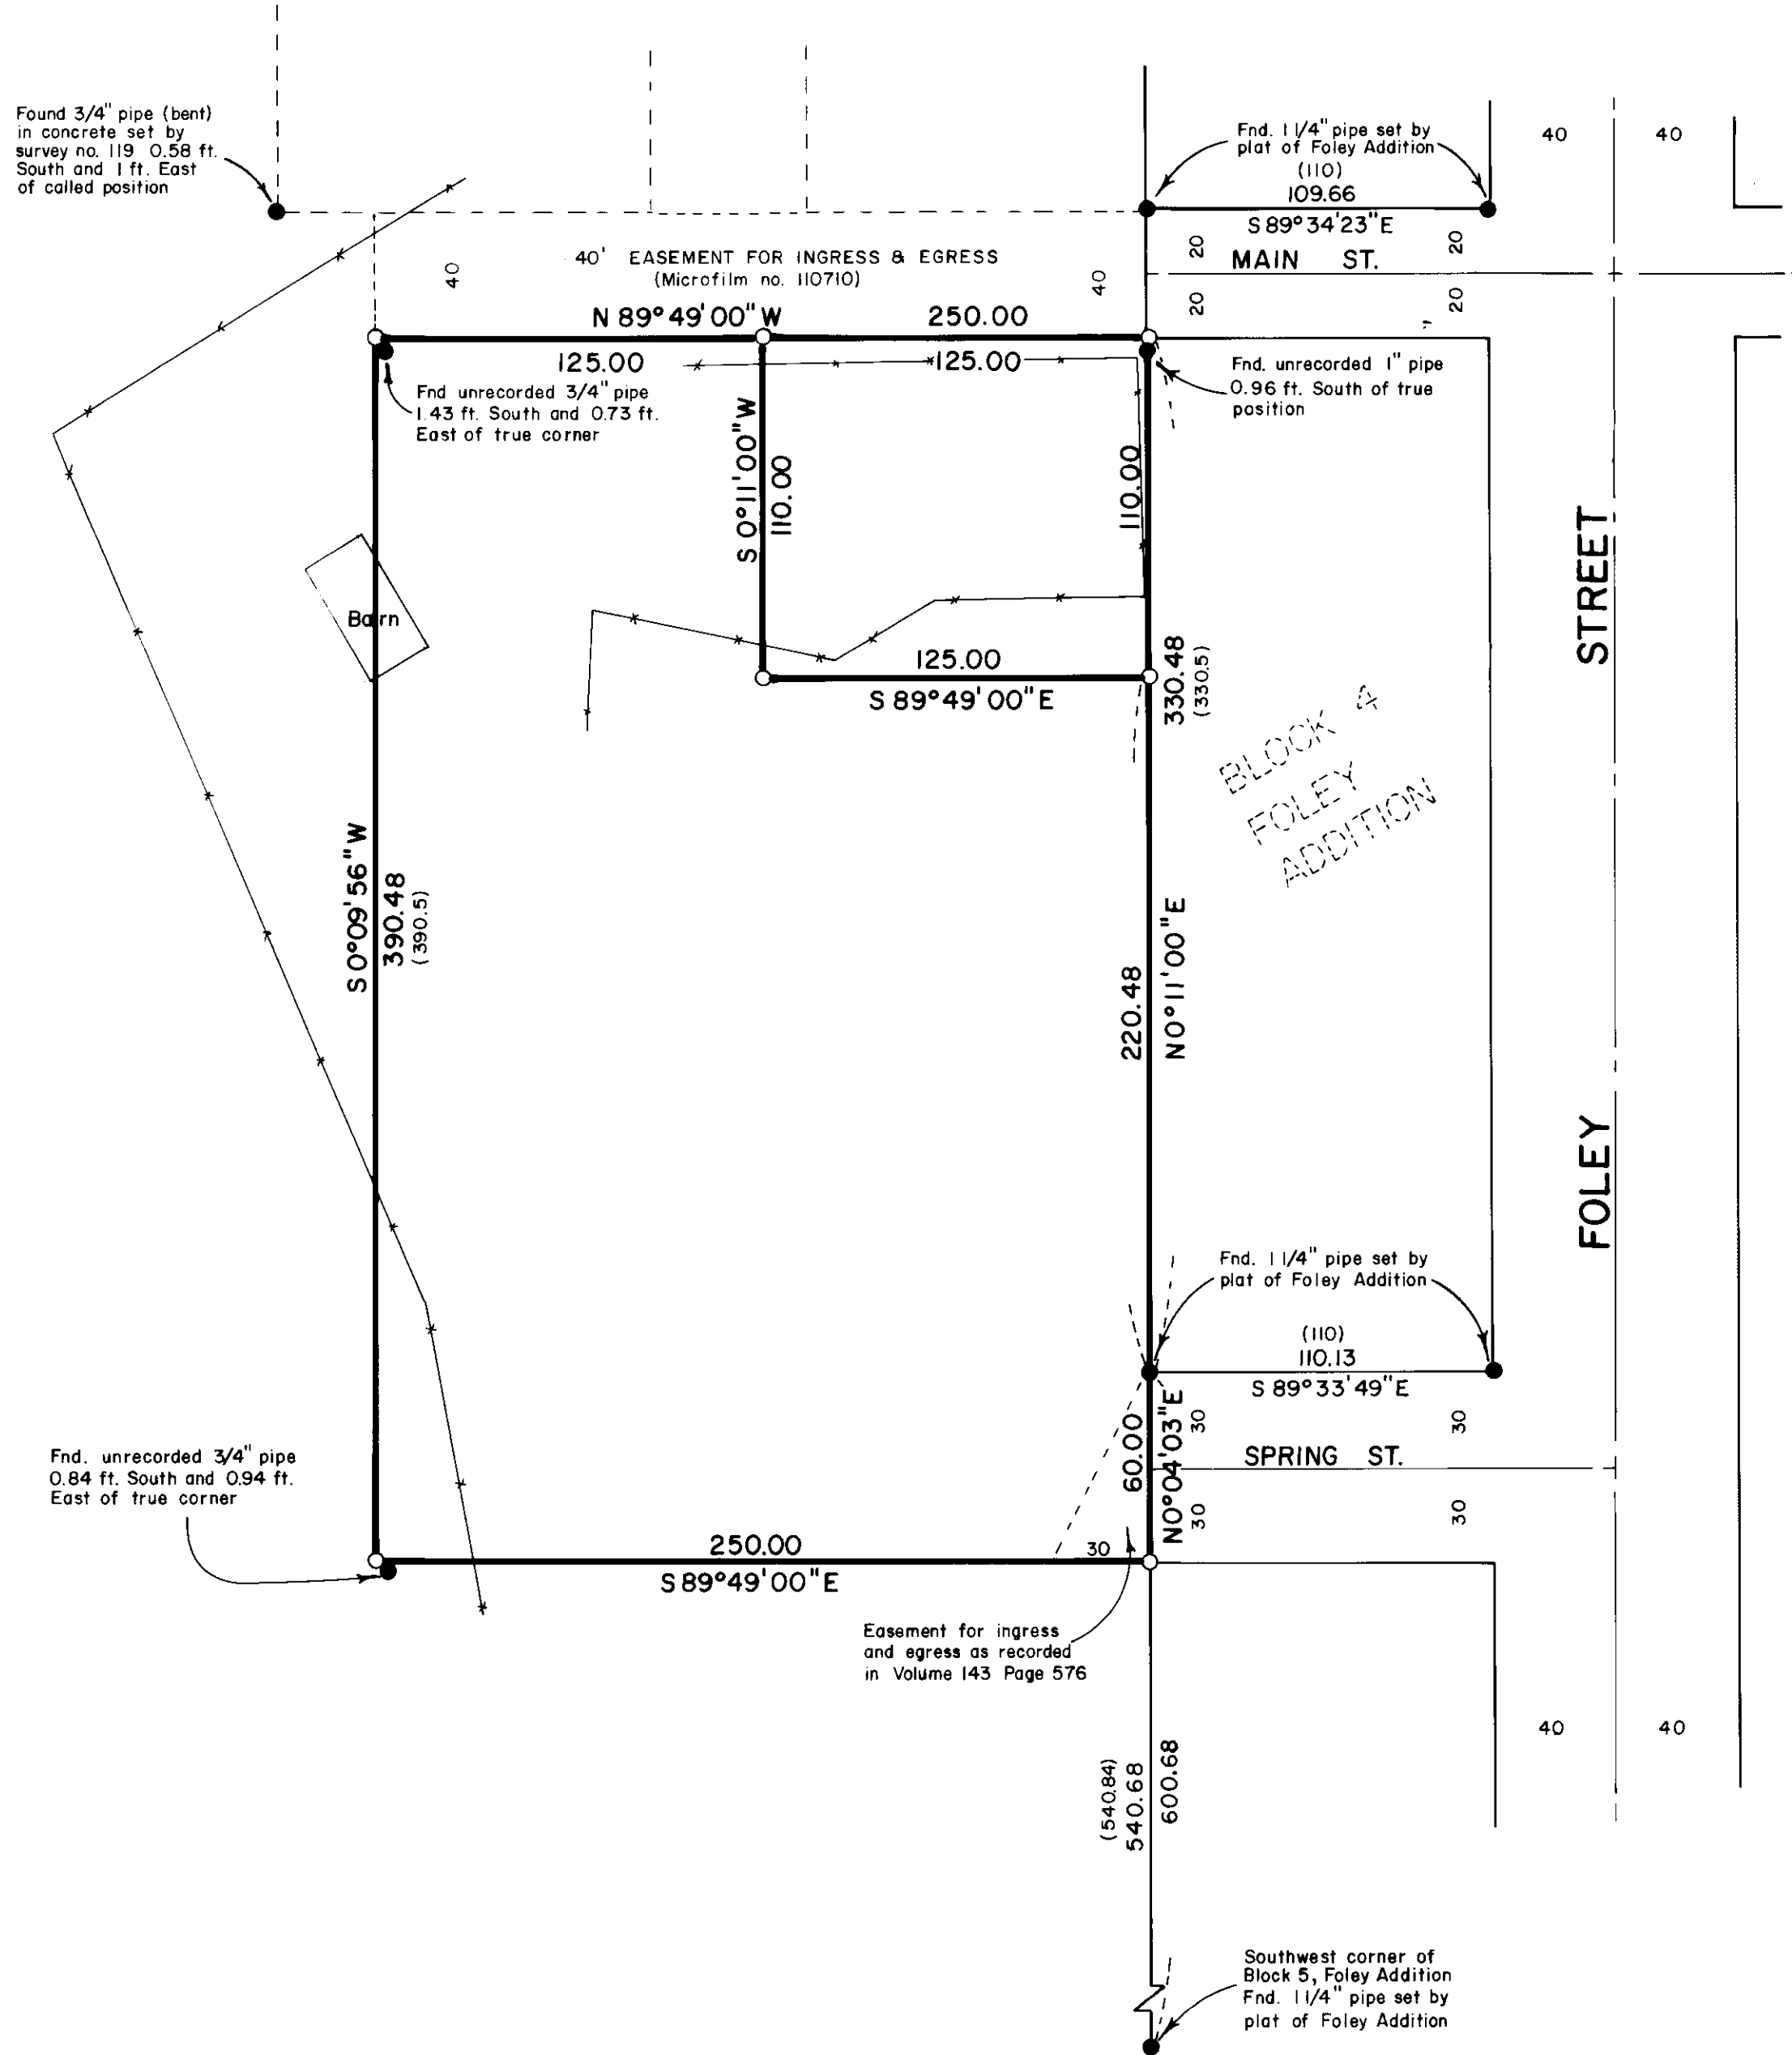 Found 3/4" pipe (bent)
in concrete set by
survey no. 119 0.58 ft.
South and 1 ft. East
of called position
Fnd. 1 1/4" pipe set by
plat of Foley Addition
(110)
109.66
S 89°34'23"E
40
40
20
20
MAIN ST.
20
20
40' EASEMENT FOR INGRESS & EGRESS
(Microfilm no. 110710)
40
40
N 89°49'00"W
250.00
125.00
125.00
Fnd unrecorded 3/4" pipe
1.43 ft. South and 0.73 ft.
East of true corner
Fnd. unrecorded 1" pipe
0.96 ft. South of true
position
S 0°11'00"W
110.00
110.00
Barn
125.00
S 89°49'00"E
330.48
(330.5)
BLOCK 4
FOLEY
ADDITION
FOLEY STREET
S 0°09'56"W
390.48
(390.5)
220.48
N0°11'00"E
Fnd. 1 1/4" pipe set by
plat of Foley Addition
(110)
110.13
S 89°33'49"E
60.00
N0°04'03"E
30
30
SPRING ST.
30
30
Fnd. unrecorded 3/4" pipe
0.84 ft. South and 0.94 ft.
East of true corner
250.00
30
S 89°49'00"E
Easement for ingress
and egress as recorded
in Volume 143 Page 576
40
40
(540.84)
540.68
600.68
Southwest corner of
Block 5, Foley Addition
Fnd. 1 1/4" pipe set by
plat of Foley Addition